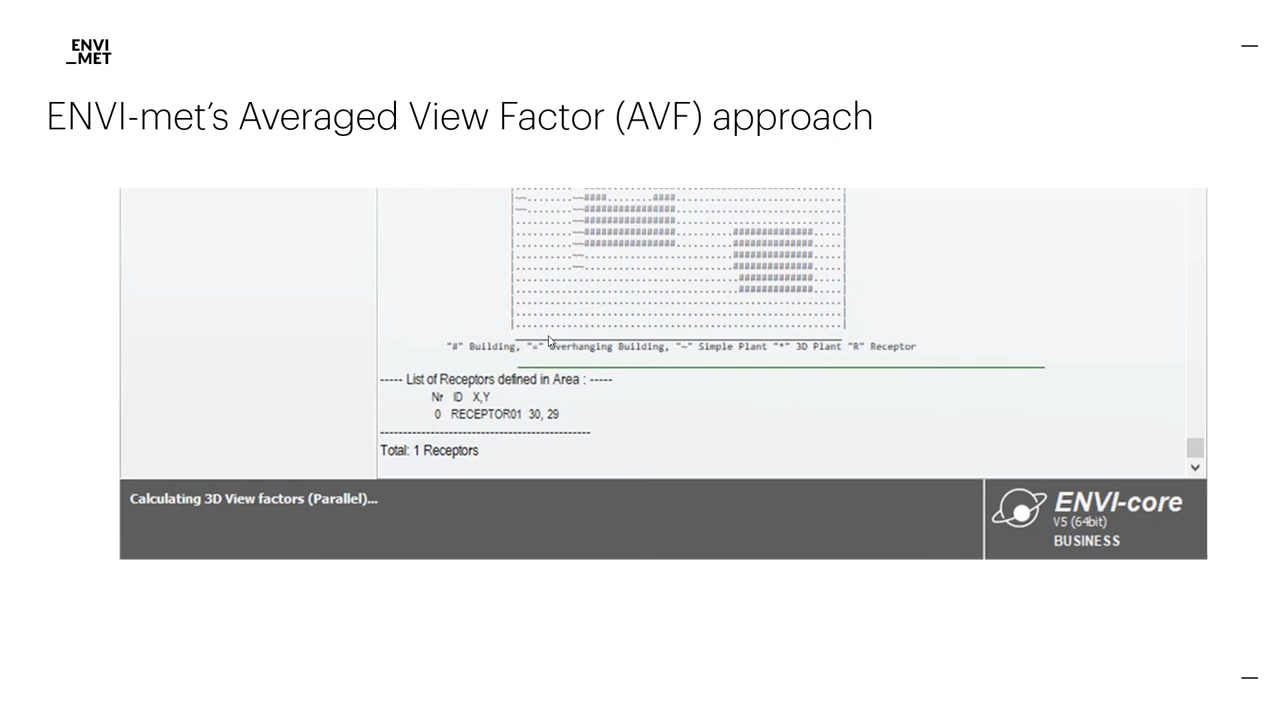 ENVI
_MET
ENVI-met's Averaged View Factor (AVF) approach
"#" Building, "=" Overhanging Building, "~" Simple Plant "*" 3D Plant "R" Receptor
----- List of Receptors defined in Area : -----
Nr ID X,Y
0 RECEPTOR01 30, 29
Total: 1 Receptors
Calculating 3D View factors (Parallel)...
ENVI-core
V5 (64bit)
BUSINESS